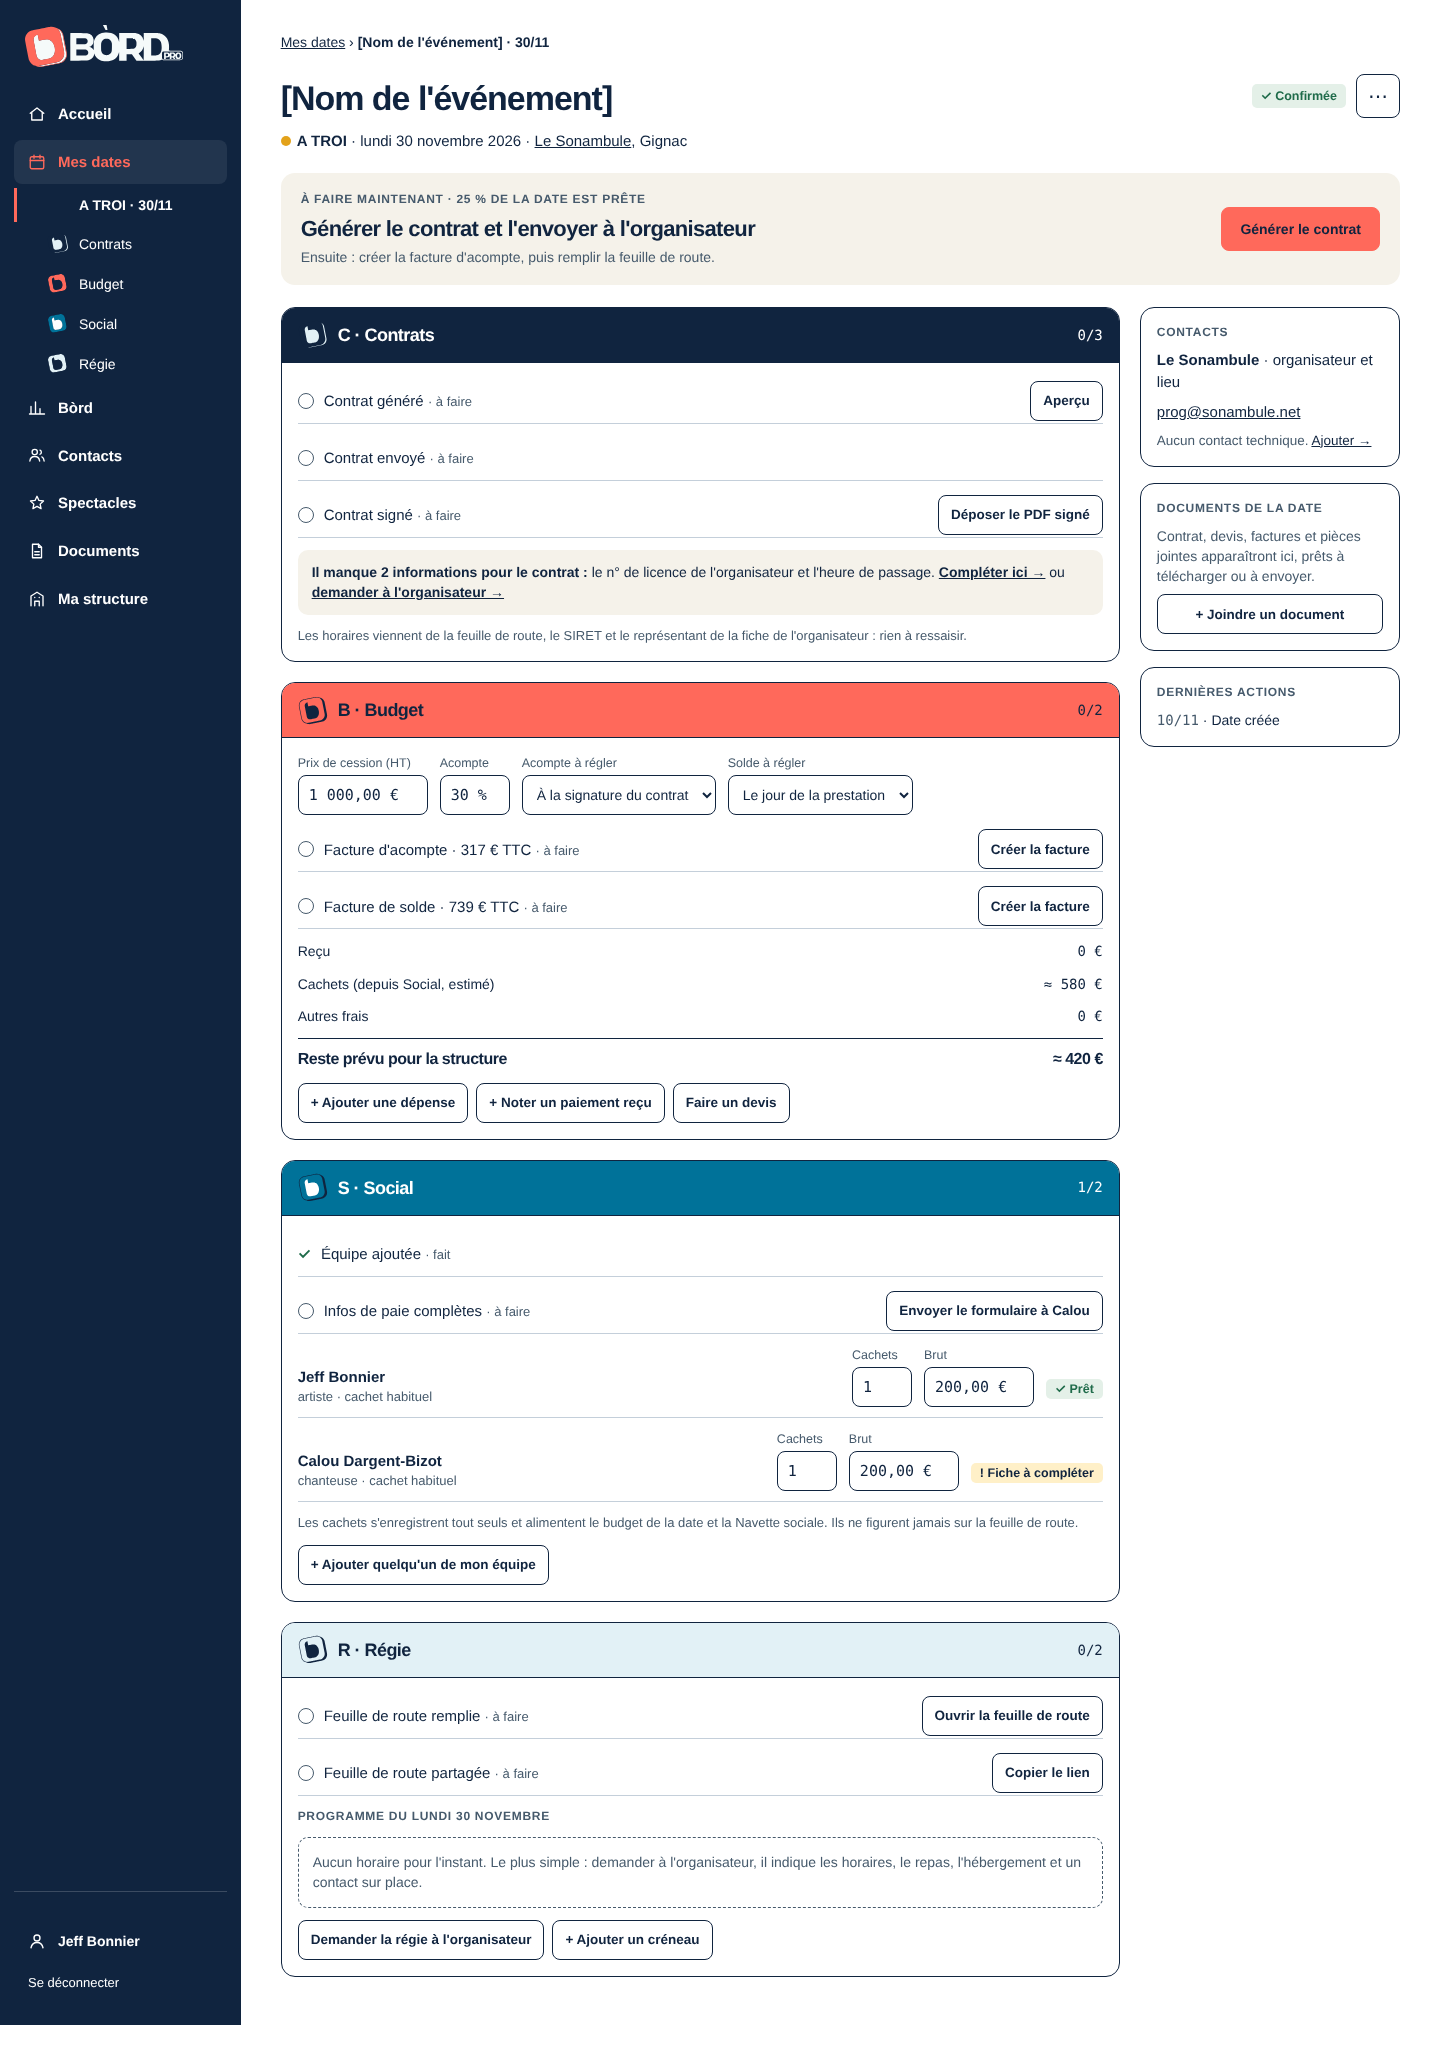 BÒRD PRO
Accueil
Mes dates
A TROI · 30/11
Contrats
Budget
Social
Régie
Bòrd
Contacts
Spectacles
Documents
Ma structure
Jeff Bonnier
Se déconnecter
Mes dates › [Nom de l'événement] · 30/11
[Nom de l'événement]
✓ Confirmée
⋯
A TROI · lundi 30 novembre 2026 · Le Sonambule, Gignac
À FAIRE MAINTENANT · 25 % DE LA DATE EST PRÊTE
Générer le contrat et l'envoyer à l'organisateur
Ensuite : créer la facture d'acompte, puis remplir la feuille de route.
Générer le contrat
C · Contrats 0/3
Contrat généré · à faire Aperçu
Contrat envoyé · à faire
Contrat signé · à faire Déposer le PDF signé
Il manque 2 informations pour le contrat : le n° de licence de l'organisateur et l'heure de passage. Compléter ici → ou
demander à l'organisateur →
Les horaires viennent de la feuille de route, le SIRET et le représentant de la fiche de l'organisateur : rien à ressaisir.
B · Budget 0/2
Prix de cession (HT) Acompte Acompte à régler Solde à régler
1 000,00 € 30 % À la signature du contrat Le jour de la prestation
Facture d'acompte · 317 € TTC · à faire Créer la facture
Facture de solde · 739 € TTC · à faire Créer la facture
Reçu 0 €
Cachets (depuis Social, estimé) ≈ 580 €
Autres frais 0 €
Reste prévu pour la structure ≈ 420 €
+ Ajouter une dépense + Noter un paiement reçu Faire un devis
S · Social 1/2
✓ Équipe ajoutée · fait
Infos de paie complètes · à faire Envoyer le formulaire à Calou
Cachets Brut
Jeff Bonnier 1 200,00 € ✓ Prêt
artiste · cachet habituel
Cachets Brut
Calou Dargent-Bizot 1 200,00 € ! Fiche à compléter
chanteuse · cachet habituel
Les cachets s'enregistrent tout seuls et alimentent le budget de la date et la Navette sociale. Ils ne figurent jamais sur la feuille de route.
+ Ajouter quelqu'un de mon équipe
R · Régie 0/2
Feuille de route remplie · à faire Ouvrir la feuille de route
Feuille de route partagée · à faire Copier le lien
PROGRAMME DU LUNDI 30 NOVEMBRE
Aucun horaire pour l'instant. Le plus simple : demander à l'organisateur, il indique les horaires, le repas, l'hébergement et un
contact sur place.
Demander la régie à l'organisateur + Ajouter un créneau
CONTACTS
Le Sonambule · organisateur et
lieu
prog@sonambule.net
Aucun contact technique. Ajouter →
DOCUMENTS DE LA DATE
Contrat, devis, factures et pièces
jointes apparaîtront ici, prêts à
télécharger ou à envoyer.
+ Joindre un document
DERNIÈRES ACTIONS
10/11 · Date créée